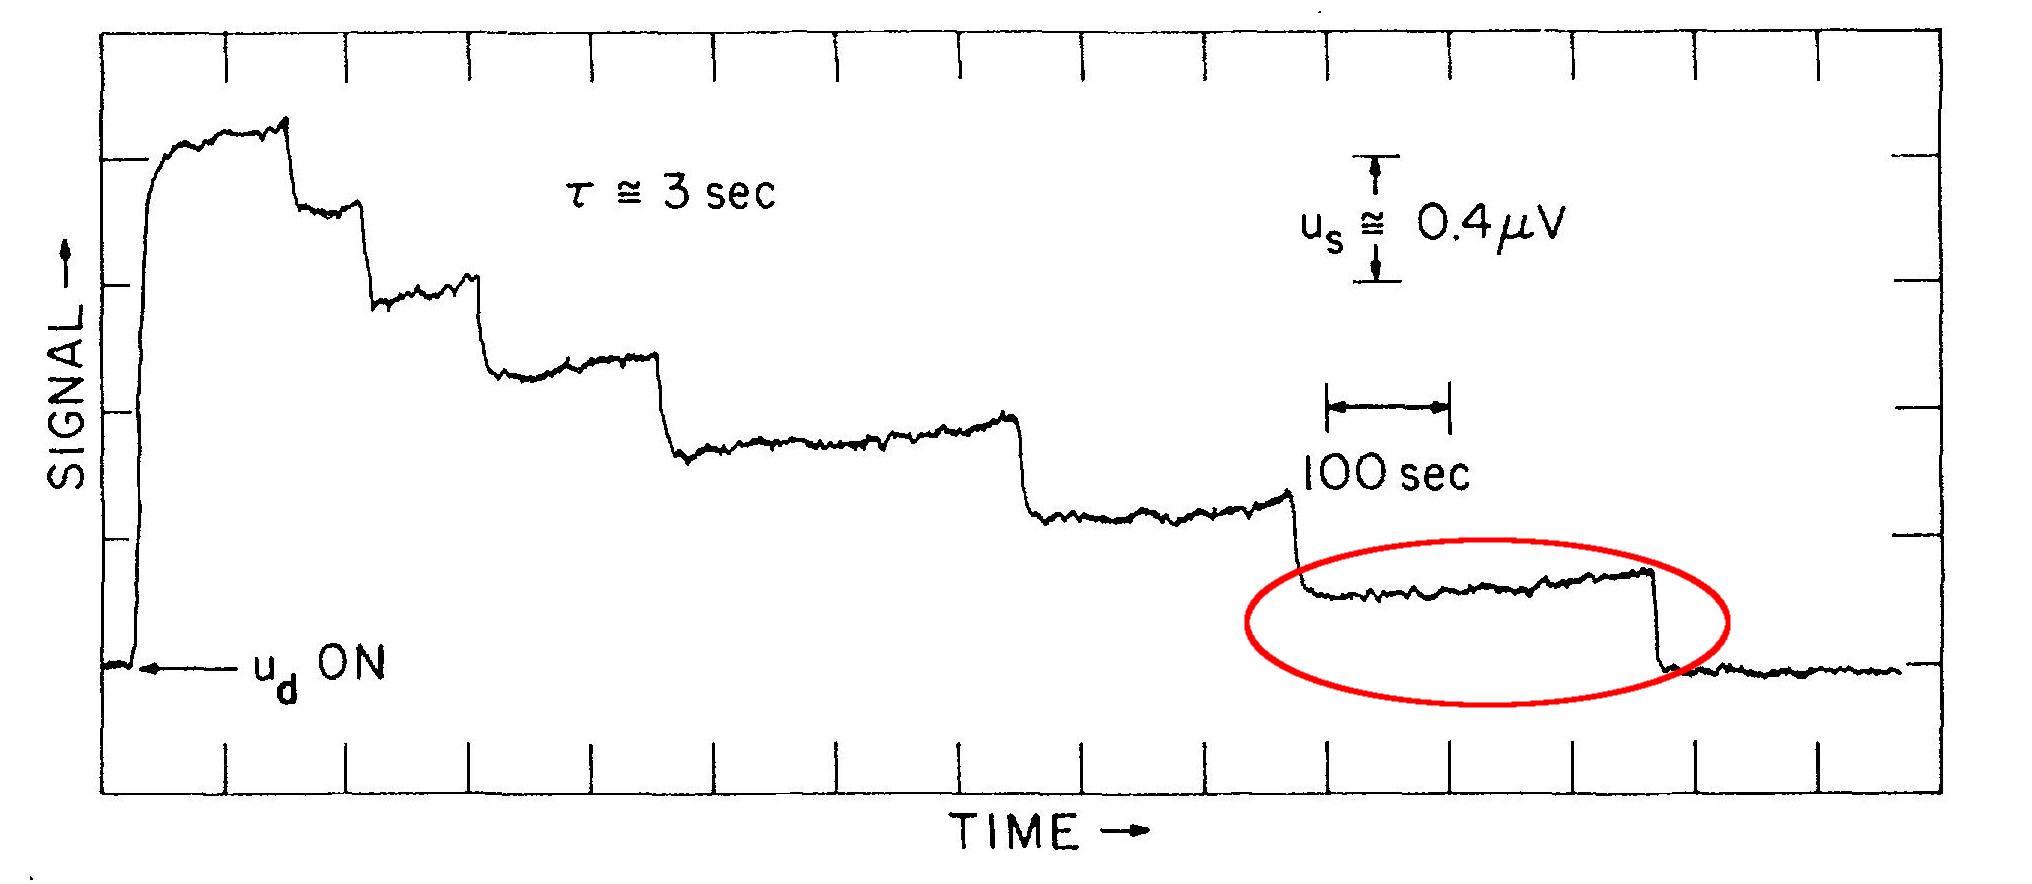 τ ≅ 3 sec
u_s ≅ 0.4 μV
SIGNAL →
100 sec
u_d ON
TIME →